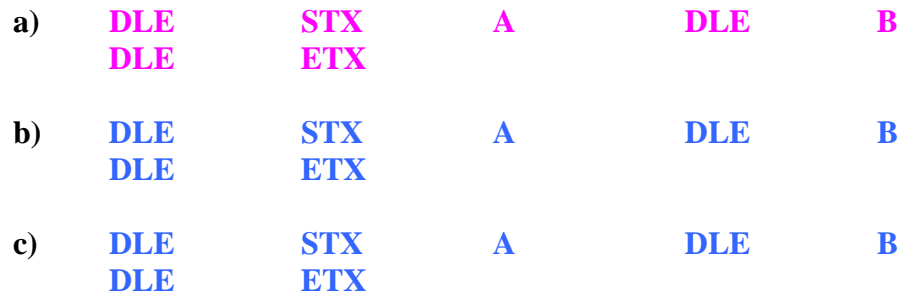 a) DLE STX A DLE B
DLE ETX
b) DLE STX A DLE B
DLE ETX
c) DLE STX A DLE B
DLE ETX